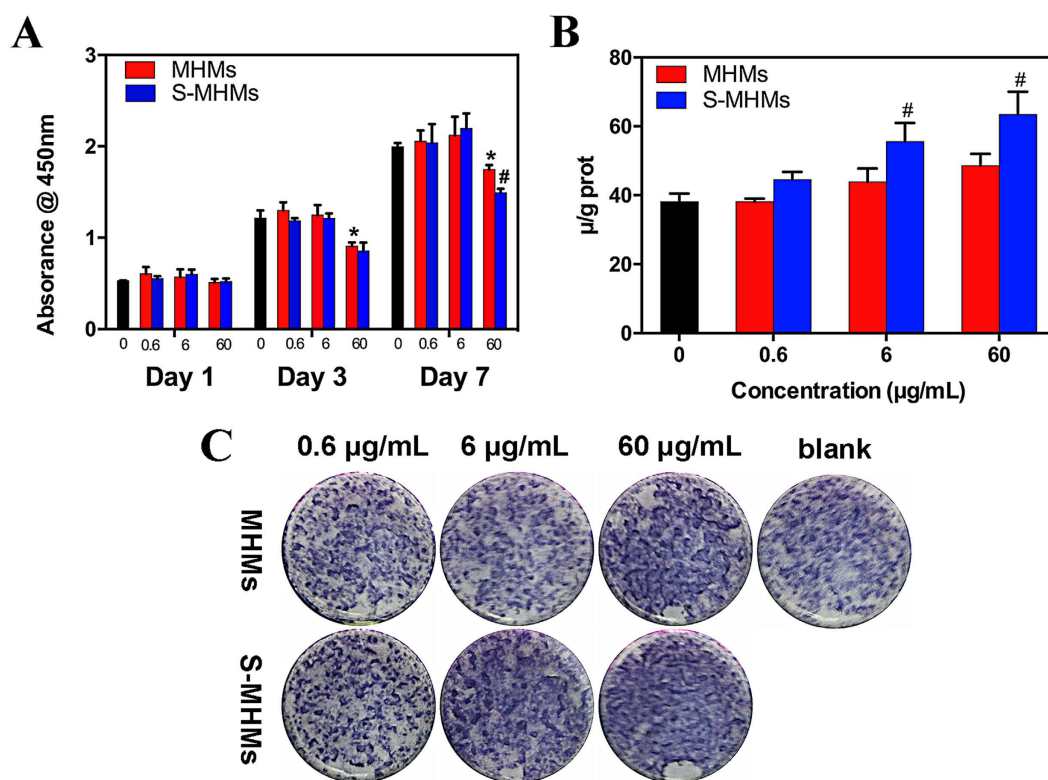 A
3
2
1
0
Absorance @ 450nm
MHMs
S-MHMs
*
*
#
0 0.6 6 60 0 0.6 6 60 0 0.6 6 60
Day 1 Day 3 Day 7
B
80
60
40
20
0
µ/g prot
MHMs
S-MHMs
#
#
0 0.6 6 60
Concentration (µg/mL)
C
0.6 µg/mL 6 µg/mL 60 µg/mL blank
MHMs
S-MHMs